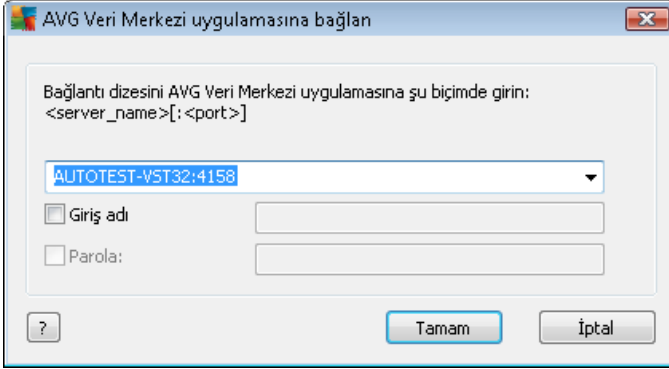 AVG Veri Merkezi uygulamasına bağlan
Bağlantı dizesini AVG Veri Merkezi uygulamasına şu biçimde girin:
<server_name>[:<port>]
AUTOTEST-VST32:4158
Giriş adı
Parola:
?
Tamam
İptal